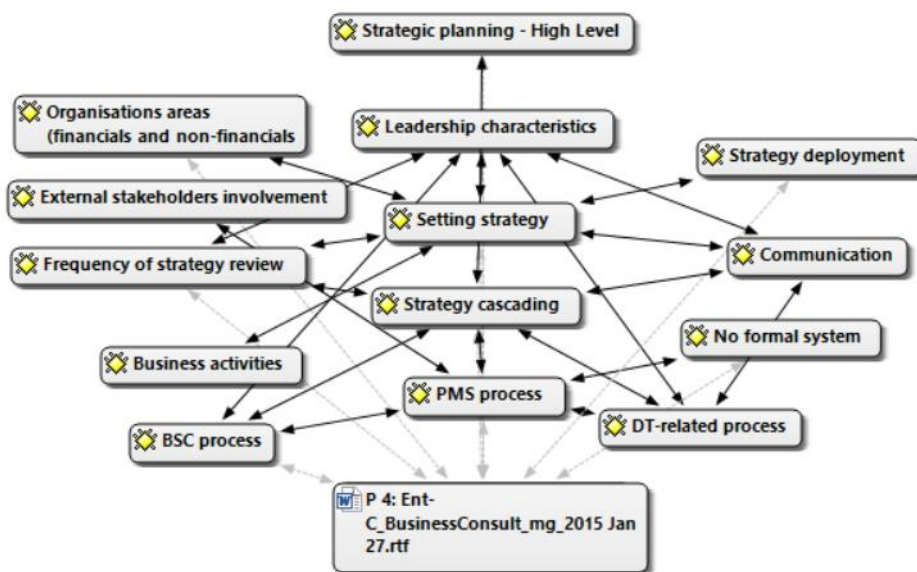 Strategic planning - High Level
Organisations areas
(financials and non-financials
Leadership characteristics
Strategy deployment
External stakeholders involvement
Setting strategy
Frequency of strategy review
Communication
Strategy cascading
No formal system
Business activities
PMS process
BSC process
DT-related process
P 4: Ent-
C_BusinessConsult_mg_2015 Jan
27.rtf